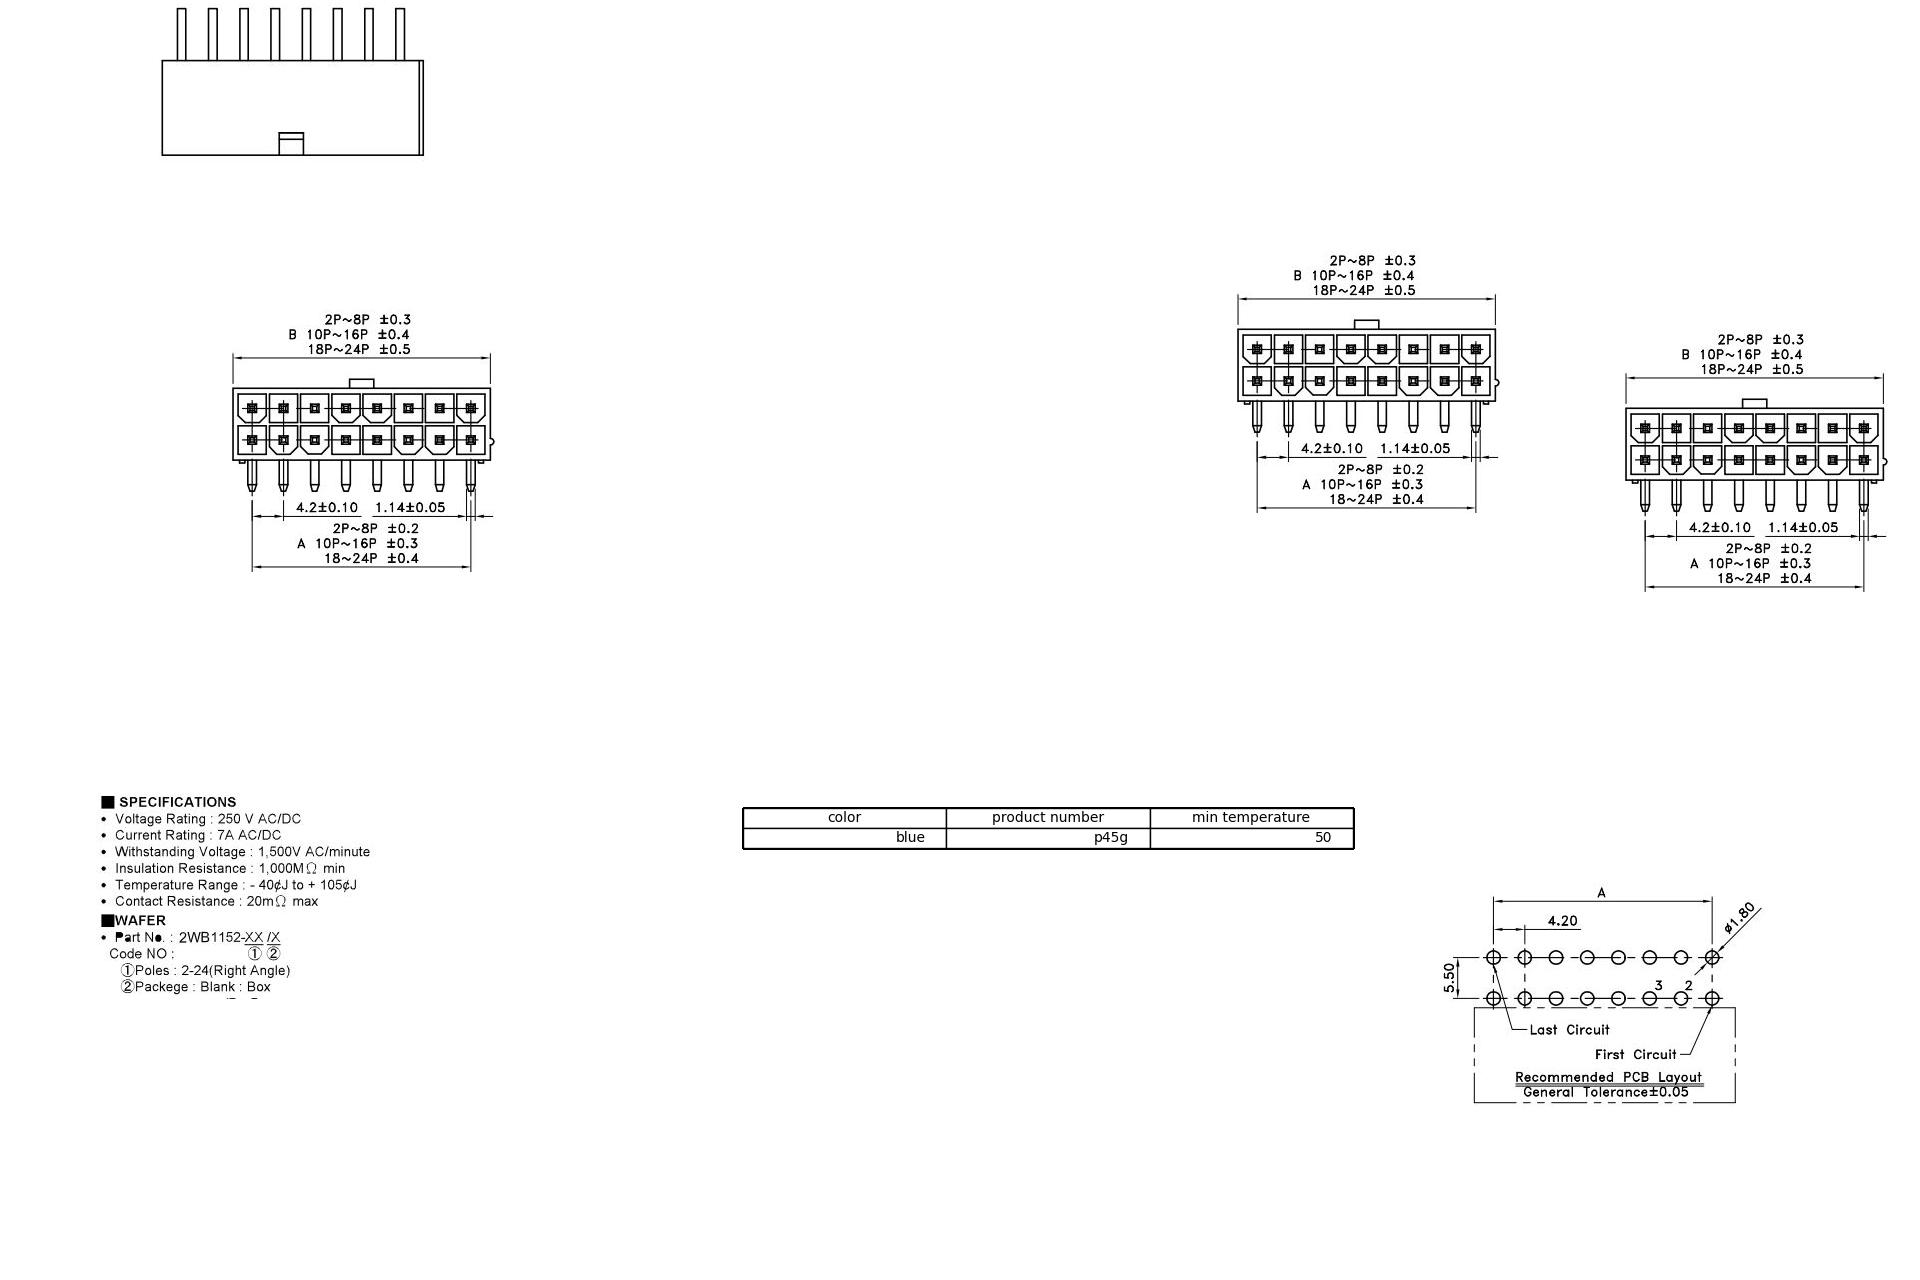 2P~8P ±0.3
B 10P~16P ±0.4
18P~24P ±0.5
2P~8P ±0.3
B 10P~16P ±0.4
18P~24P ±0.5
4.2±0.10 1.14±0.05
2P~8P ±0.2
A 10P~16P ±0.3
18~24P ±0.4
2P~8P ±0.3
B 10P~16P ±0.4
18P~24P ±0.5
4.2±0.10 1.14±0.05
2P~8P ±0.2
A 10P~16P ±0.3
18~24P ±0.4
4.2±0.10 1.14±0.05
2P~8P ±0.2
A 10P~16P ±0.3
18~24P ±0.4
■ SPECIFICATIONS
• Voltage Rating : 250 V AC/DC
• Current Rating : 7A AC/DC
• Withstanding Voltage : 1,500V AC/minute
• Insulation Resistance : 1,000MΩ min
• Temperature Range : - 40¢J to + 105¢J
• Contact Resistance : 20mΩ max
■WAFER
• Part No. : 2WB1152-XX /X
Code NO : ① ②
①Poles : 2-24(Right Angle)
②Packege : Blank : Box
color product number min temperature
blue p45g 50
A
4.20
ø1.80
5.50
3 2
Last Circuit
First Circuit
Recommended PCB Layout
General Tolerance±0.05